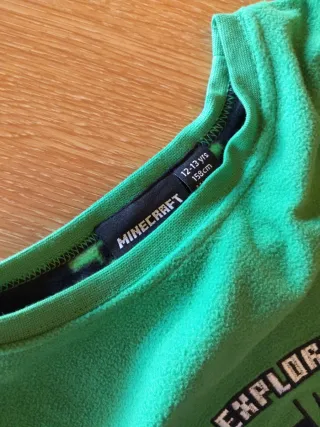 MINECRAFT
12-13 yrs
158cm
EXPLOR